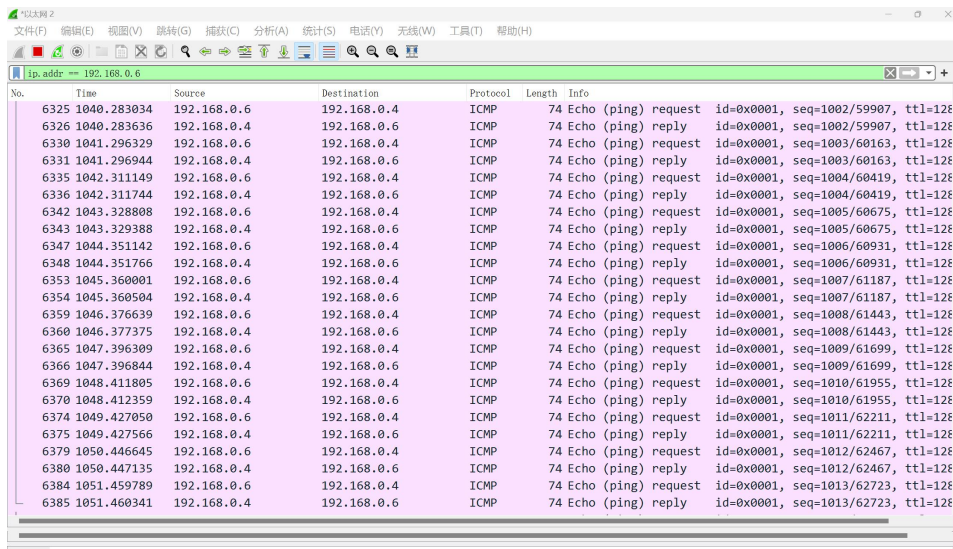 *以太网 2
文件(F) 编辑(E) 视图(V) 跳转(G) 捕获(C) 分析(A) 统计(S) 电话(Y) 无线(W) 工具(T) 帮助(H)
ip.addr == 192.168.0.6
No. Time Source Destination Protocol Length Info
6325 1040.283034 192.168.0.6 192.168.0.4 ICMP 74 Echo (ping) request id=0x0001, seq=1002/59907, ttl=128
6326 1040.283636 192.168.0.4 192.168.0.6 ICMP 74 Echo (ping) reply id=0x0001, seq=1002/59907, ttl=128
6330 1041.296329 192.168.0.6 192.168.0.4 ICMP 74 Echo (ping) request id=0x0001, seq=1003/60163, ttl=128
6331 1041.296944 192.168.0.4 192.168.0.6 ICMP 74 Echo (ping) reply id=0x0001, seq=1003/60163, ttl=128
6335 1042.311149 192.168.0.6 192.168.0.4 ICMP 74 Echo (ping) request id=0x0001, seq=1004/60419, ttl=128
6336 1042.311744 192.168.0.4 192.168.0.6 ICMP 74 Echo (ping) reply id=0x0001, seq=1004/60419, ttl=128
6342 1043.328808 192.168.0.6 192.168.0.4 ICMP 74 Echo (ping) request id=0x0001, seq=1005/60675, ttl=128
6343 1043.329388 192.168.0.4 192.168.0.6 ICMP 74 Echo (ping) reply id=0x0001, seq=1005/60675, ttl=128
6347 1044.351142 192.168.0.6 192.168.0.4 ICMP 74 Echo (ping) request id=0x0001, seq=1006/60931, ttl=128
6348 1044.351766 192.168.0.4 192.168.0.6 ICMP 74 Echo (ping) reply id=0x0001, seq=1006/60931, ttl=128
6353 1045.360001 192.168.0.6 192.168.0.4 ICMP 74 Echo (ping) request id=0x0001, seq=1007/61187, ttl=128
6354 1045.360504 192.168.0.4 192.168.0.6 ICMP 74 Echo (ping) reply id=0x0001, seq=1007/61187, ttl=128
6359 1046.376639 192.168.0.6 192.168.0.4 ICMP 74 Echo (ping) request id=0x0001, seq=1008/61443, ttl=128
6360 1046.377375 192.168.0.4 192.168.0.6 ICMP 74 Echo (ping) reply id=0x0001, seq=1008/61443, ttl=128
6365 1047.396309 192.168.0.6 192.168.0.4 ICMP 74 Echo (ping) request id=0x0001, seq=1009/61699, ttl=128
6366 1047.396844 192.168.0.4 192.168.0.6 ICMP 74 Echo (ping) reply id=0x0001, seq=1009/61699, ttl=128
6369 1048.411805 192.168.0.6 192.168.0.4 ICMP 74 Echo (ping) request id=0x0001, seq=1010/61955, ttl=128
6370 1048.412359 192.168.0.4 192.168.0.6 ICMP 74 Echo (ping) reply id=0x0001, seq=1010/61955, ttl=128
6374 1049.427050 192.168.0.6 192.168.0.4 ICMP 74 Echo (ping) request id=0x0001, seq=1011/62211, ttl=128
6375 1049.427566 192.168.0.4 192.168.0.6 ICMP 74 Echo (ping) reply id=0x0001, seq=1011/62211, ttl=128
6379 1050.446645 192.168.0.6 192.168.0.4 ICMP 74 Echo (ping) request id=0x0001, seq=1012/62467, ttl=128
6380 1050.447135 192.168.0.4 192.168.0.6 ICMP 74 Echo (ping) reply id=0x0001, seq=1012/62467, ttl=128
6384 1051.459789 192.168.0.6 192.168.0.4 ICMP 74 Echo (ping) request id=0x0001, seq=1013/62723, ttl=128
6385 1051.460341 192.168.0.4 192.168.0.6 ICMP 74 Echo (ping) reply id=0x0001, seq=1013/62723, ttl=128